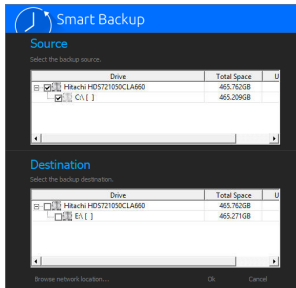 Smart Backup
Source
Select the backup source.
Drive Total Space U
Hitachi HDS721050CLA660 465.762GB
C:\ [ ] 465.209GB
Destination
Select the backup destination.
Drive Total Space U
Hitachi HDS721050CLA660 465.762GB
E:\ [ ] 465.271GB
Browse network location... Ok Cancel